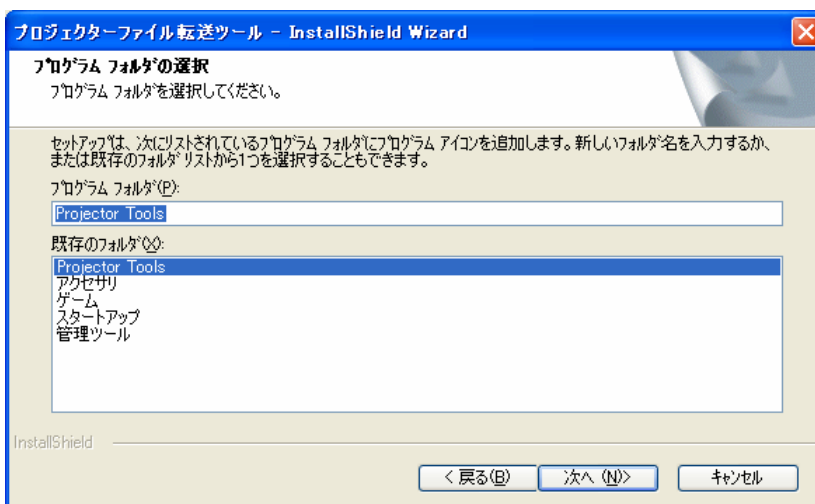 プロジェクターファイル転送ツール - InstallShield Wizard
プログラム フォルダの選択
プログラム フォルダを選択してください。
セットアップは、次にリストされているプログラム フォルダにプログラム アイコンを追加します。新しいフォルダ名を入力するか、
または既存のフォルダ リストから1つを選択することもできます。
プログラム フォルダ(P):
Projector Tools
既存のフォルダ(X):
Projector Tools
アクセサリ
ゲーム
スタートアップ
管理ツール
InstallShield
< 戻る(B) 次へ (N)> キャンセル